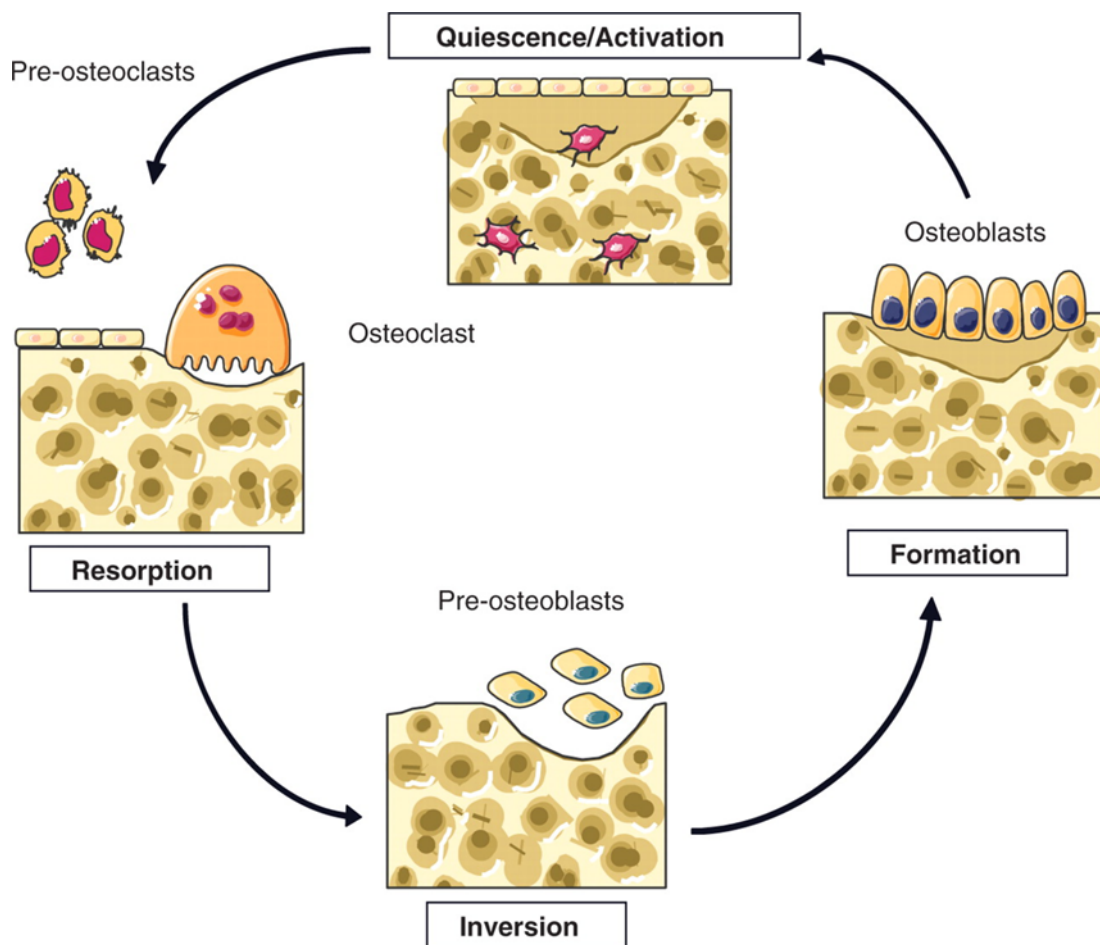 Quiescence/Activation
Pre-osteoclasts
Osteoblasts
Osteoclast
Resorption
Formation
Pre-osteoblasts
Inversion